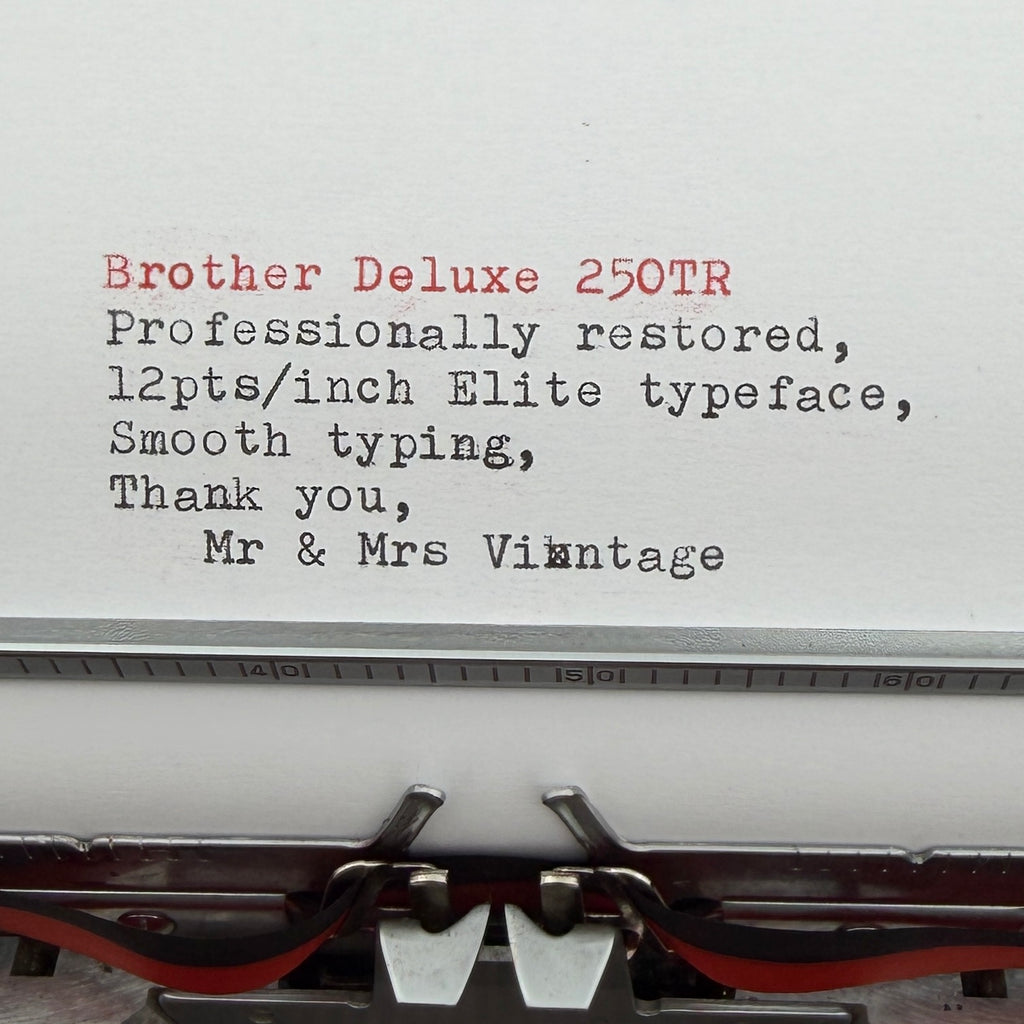 Brother Deluxe 250TR
Professionally restored,
12pts/inch Elite typeface,
Smooth typing,
Thank you,
Mr & Mrs
40 50 60